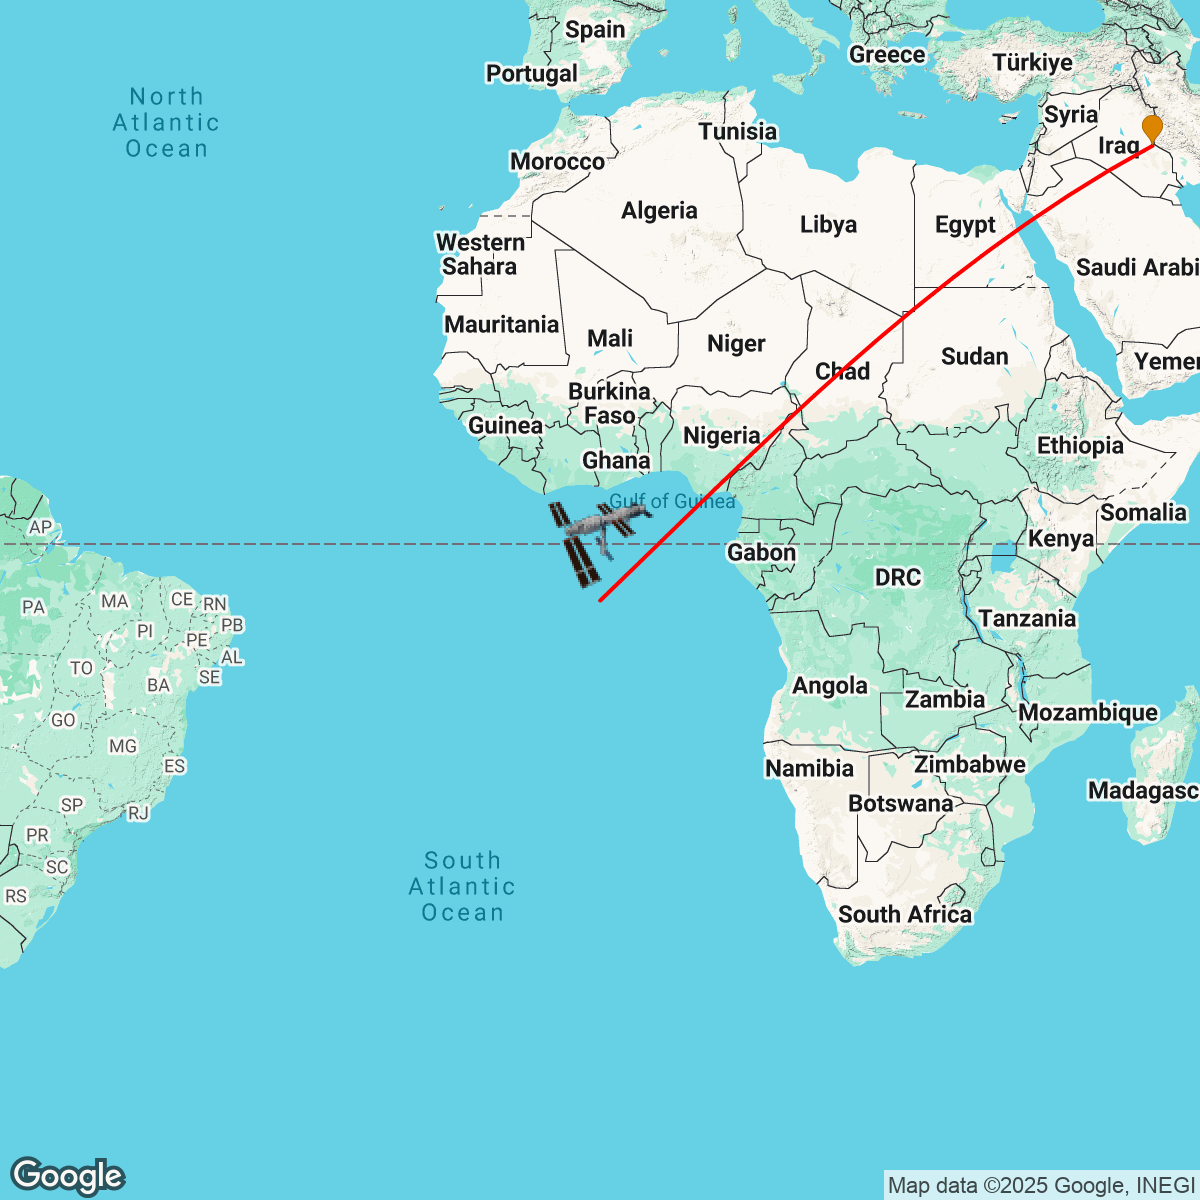 Spain
Portugal
Greece
Türkiye
North
Atlantic
Ocean
Syria
Iraq
Tunisia
Morocco
Algeria
Libya
Egypt
Western
Sahara
Saudi Arabi
Mauritania
Mali
Niger
Chad
Sudan
Yemen
Burkina
Faso
Guinea
Nigeria
Ethiopia
Ghana
Gulf of Guinea
Somalia
AP
Kenya
Gabon
DRC
PA
MA
CE
RN
PB
PI
PE
AL
Tanzania
TO
SE
BA
Angola
Zambia
Mozambique
GO
MG
ES
Namibia
Zimbabwe
Madagasc
SP
RJ
Botswana
PR
SC
South
Atlantic
Ocean
RS
South Africa
Google
Map data ©2025 Google, INEGI